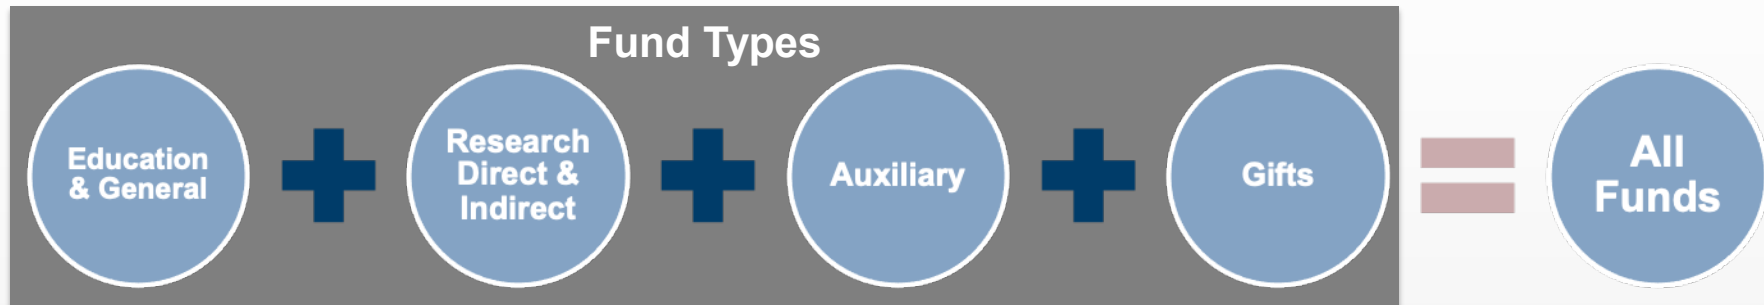 Fund Types
Education
& General
Research
Direct &
Indirect
Auxiliary
Gifts
All
Funds